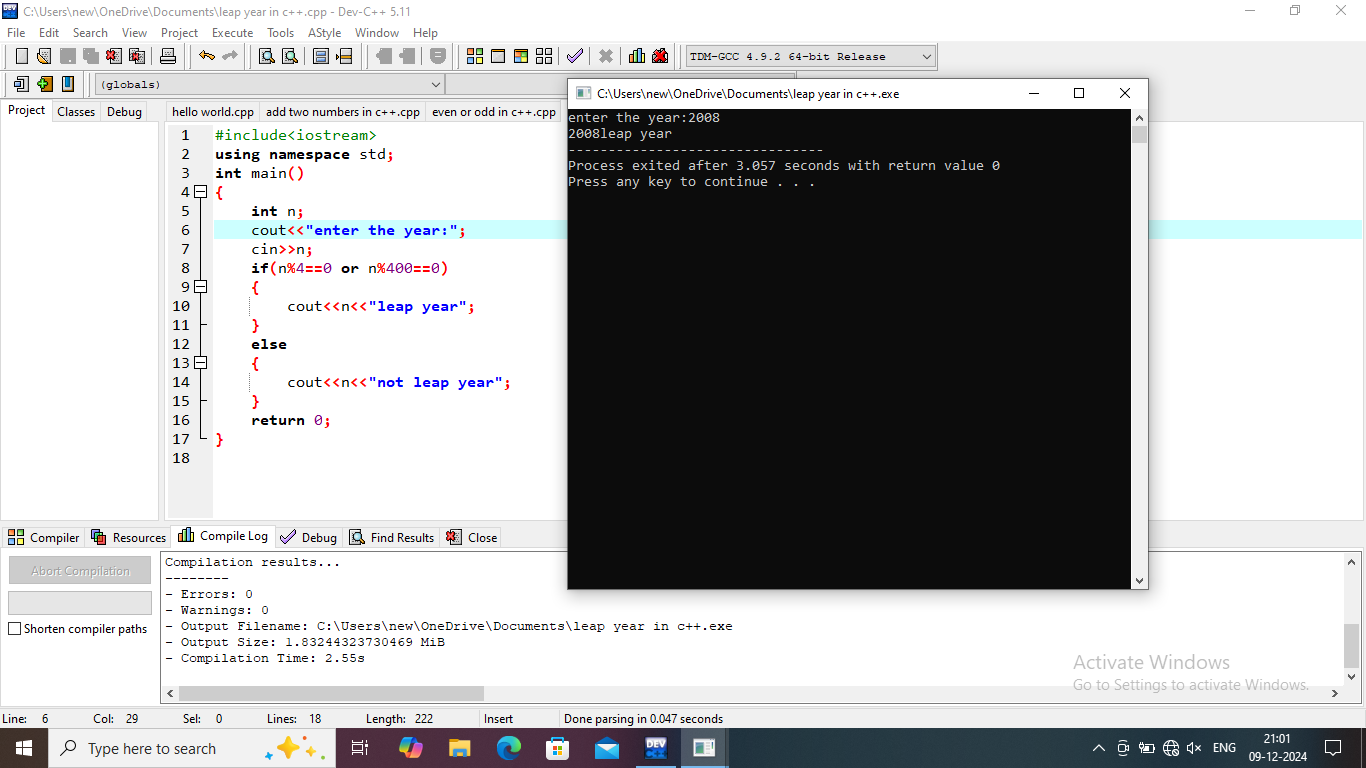 C:\Users\new\OneDrive\Documents\leap year in c++.cpp - Dev-C++ 5.11
File Edit Search View Project Execute Tools AStyle Window Help
TDM-GCC 4.9.2 64-bit Release
(globals)
Project Classes Debug
hello world.cpp add two numbers in c++.cpp even or odd in c++.cpp
1 #include<iostream>
2 using namespace std;
3 int main()
4 {
5 int n;
6 cout<<"enter the year:";
7 cin>>n;
8 if(n%4==0 or n%400==0)
9 {
10 cout<<n<<"leap year";
11 }
12 else
13 {
14 cout<<n<<"not leap year";
15 }
16 return 0;
17 }
18
C:\Users\new\OneDrive\Documents\leap year in c++.exe
enter the year:2008
2008leap year
--------------------------------
Process exited after 3.057 seconds with return value 0
Press any key to continue . . .
Compiler Resources Compile Log Debug Find Results Close
Abort Compilation
Shorten compiler paths
Compilation results...
--------
- Errors: 0
- Warnings: 0
- Output Filename: C:\Users\new\OneDrive\Documents\leap year in c++.exe
- Output Size: 1.83244323730469 MiB
- Compilation Time: 2.55s
Activate Windows
Go to Settings to activate Windows.
Line: 6 Col: 29 Sel: 0 Lines: 18 Length: 222 Insert Done parsing in 0.047 seconds
Type here to search
DEV
ENG
21:01
09-12-2024